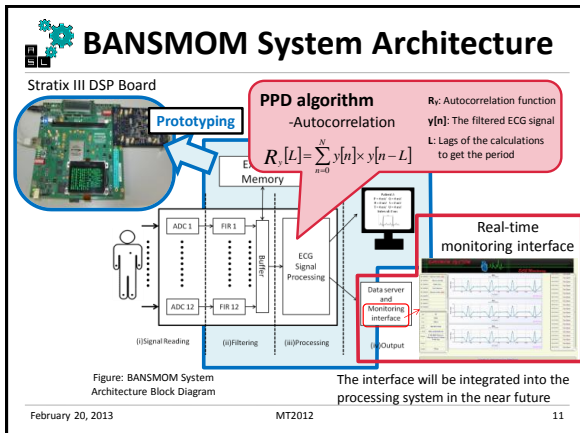 ASL
BANSMOM System Architecture
Stratix III DSP Board
Prototyping
PPD algorithm
-Autocorrelation
R_y[L]=∑_{n=0}^{N} y[n]×y[n−L]
Ry: Autocorrelation function
y[n]: The filtered ECG signal
L: Lags of the calculations
to get the period
Memory
ADC 1
FIR 1
ADC 12
FIR 12
Buffer
ECG
Signal
Processing
Data server
and
Monitoring
interface
Real-time
monitoring interface
(i)Signal Reading
(ii)Filtering
(iii)Processing
Output
Figure: BANSMOM System
Architecture Block Diagram
The interface will be integrated into the
processing system in the near future
February 20, 2013
MT2012
11